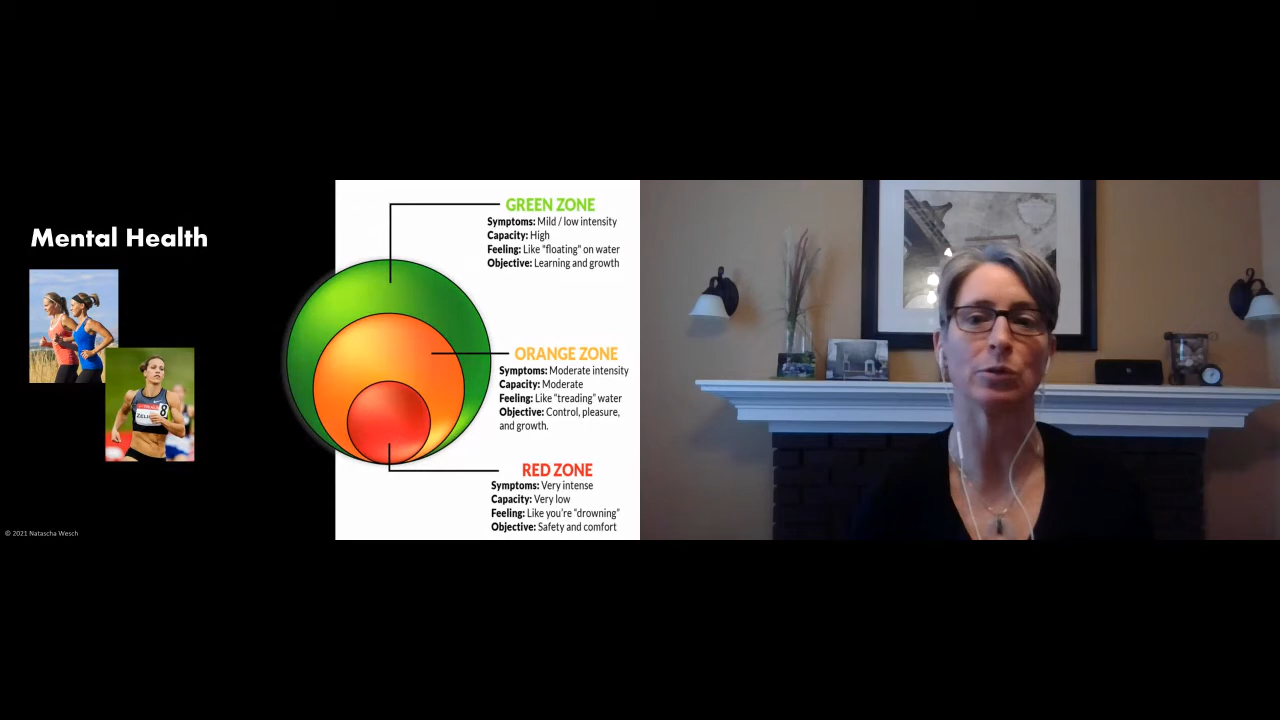 Mental Health
8
© 2021 Natascha Wesch
GREEN ZONE
Symptoms: Mild / low intensity
Capacity: High
Feeling: Like "floating" on water
Objective: Learning and growth
ORANGE ZONE
Symptoms: Moderate intensity
Capacity: Moderate
Feeling: Like "treading" water
Objective: Control, pleasure,
and growth.
RED ZONE
Symptoms: Very intense
Capacity: Very low
Feeling: Like you're "drowning"
Objective: Safety and comfort